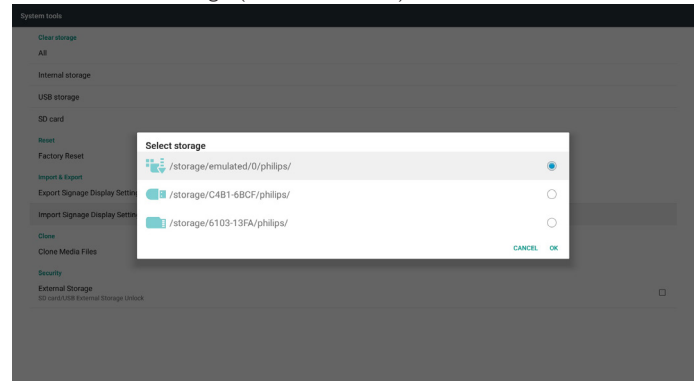 System tools
Clear storage
All
Internal storage
USB storage
SD card
Reset
Factory Reset
Import & Export
Export Signage Display Settin
Import Signage Display Settin
Clone
Clone Media Files
Security
External Storage
SD card/USB External Storage Unlock
Select storage
/storage/emulated/0/philips/
/storage/C4B1-6BCF/philips/
/storage/6103-13FA/philips/
CANCEL OK